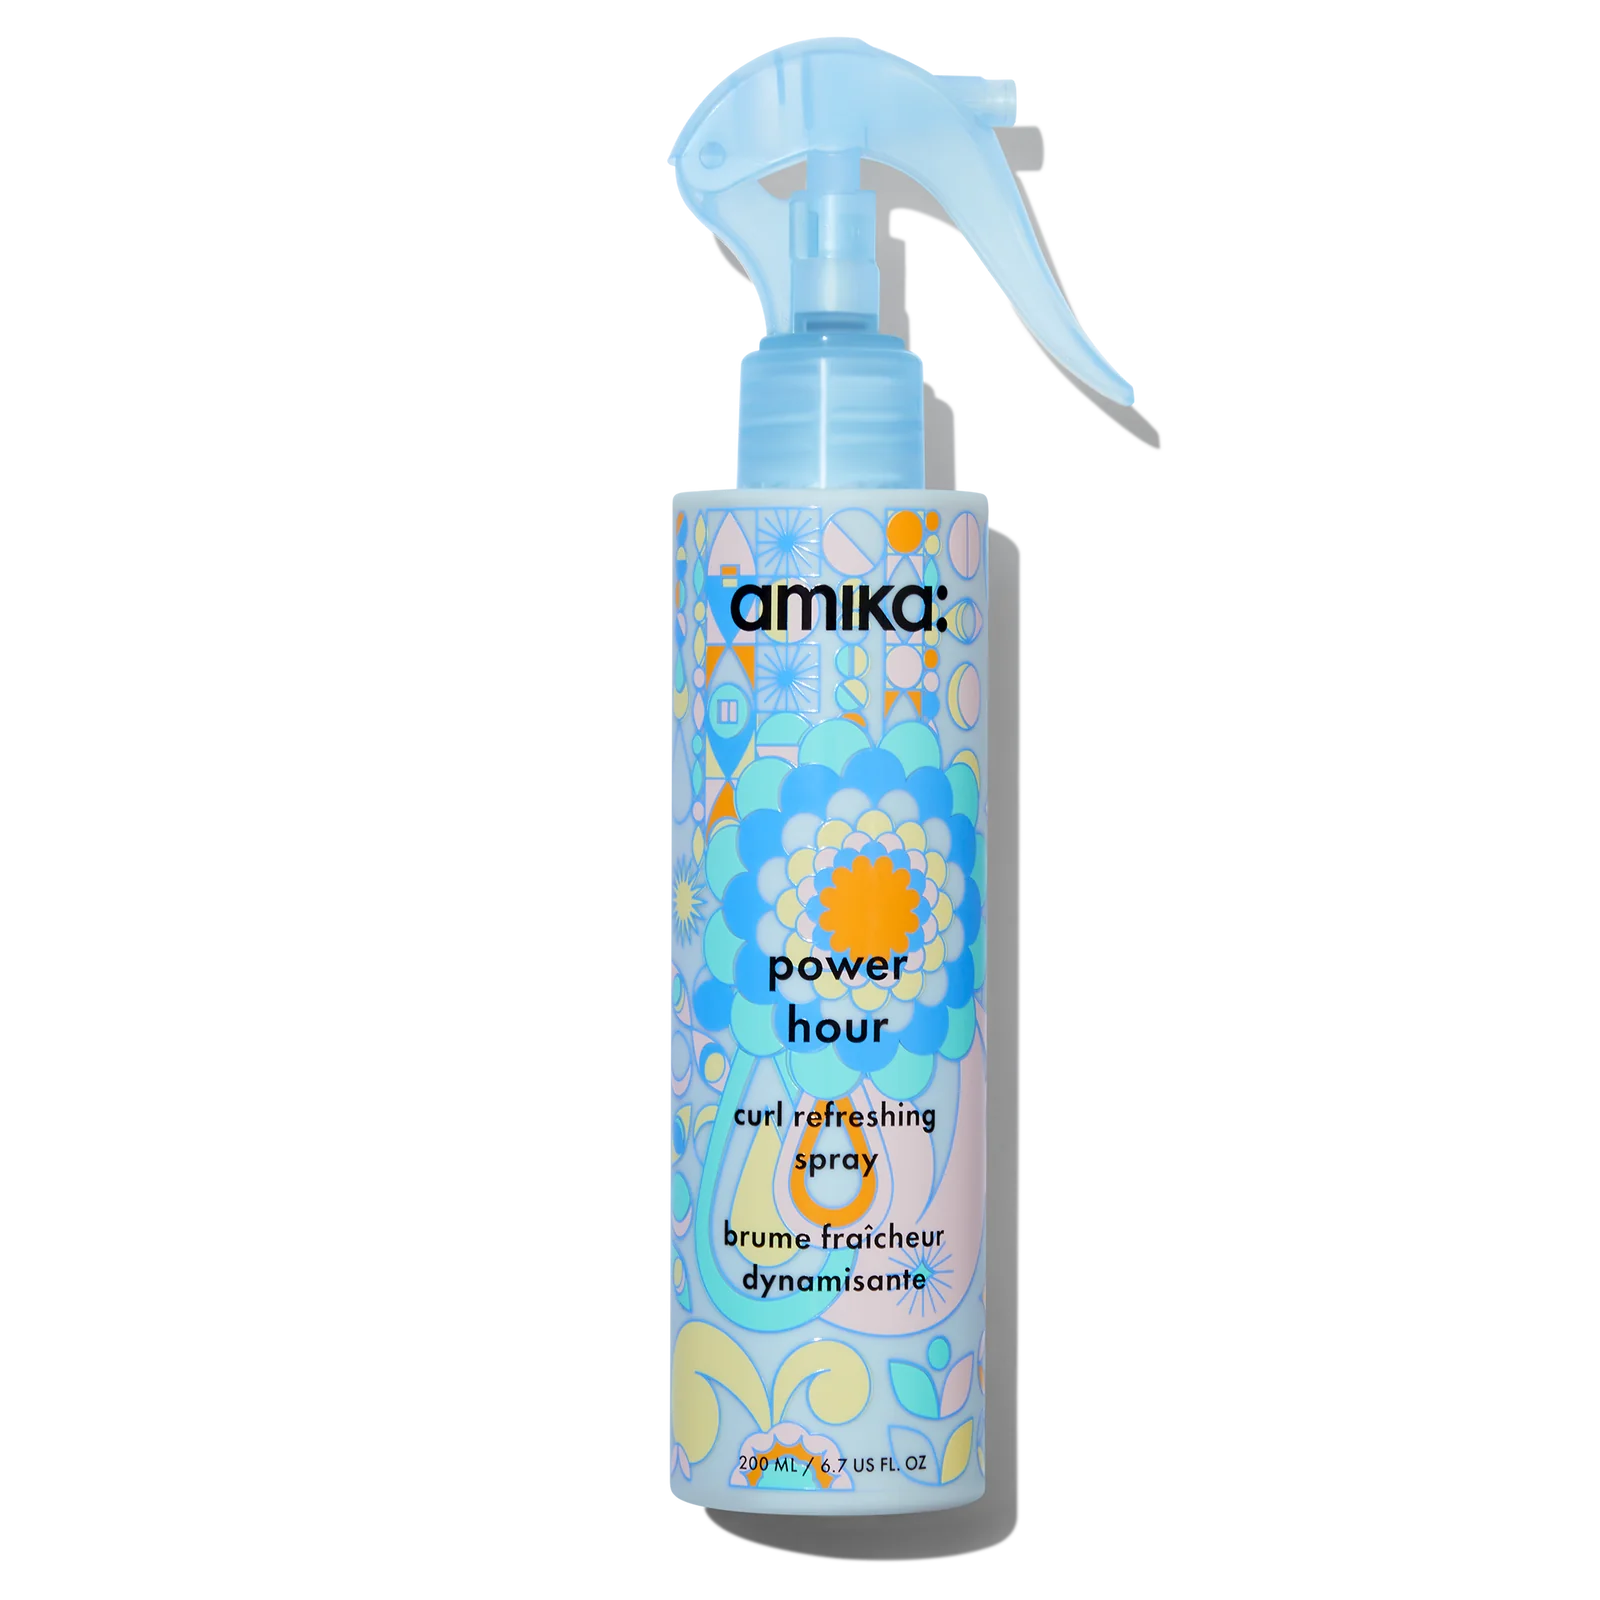 amika:
power
hour
curl refreshing
spray
brume fraîcheur
dynamisante
200 ML / 6.7 US FL. OZ